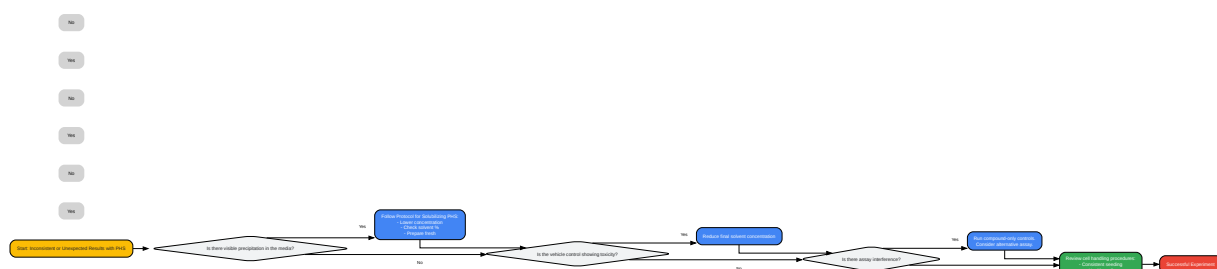 No
Yes
No
Yes
No
Yes
Start: Inconsistent or Unexpected Results with PHS
Is there visible precipitation in the media?
Yes
No
Follow Protocol for Solubilizing PHS
- Lower concentration
- Check solvent %
- Prepare fresh
Is the vehicle control showing toxicity?
Yes
No
Reduce final solvent concentration
Is there assay interference?
Yes
Run compound-only controls.
Consider alternative assay.
Review cell handling procedures
- Consistent seeding
Successful Experiment